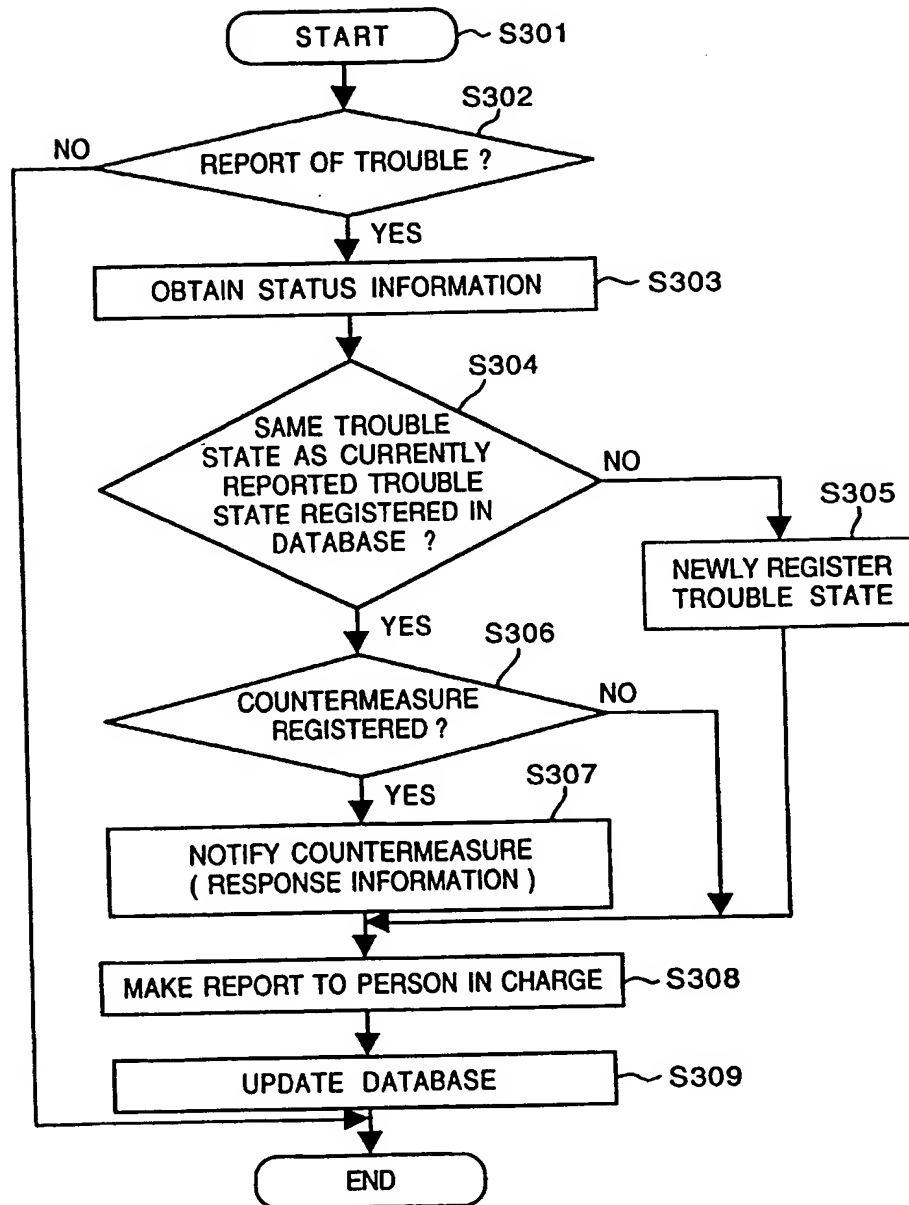 START
S301
S302
NO
REPORT OF TROUBLE ?
YES
OBTAIN STATUS INFORMATION
S303
S304
SAME TROUBLE
STATE AS CURRENTLY
REPORTED TROUBLE
STATE REGISTERED IN
DATABASE ?
NO
S305
NEWLY REGISTER
TROUBLE STATE
YES
S306
COUNTERMEASURE
REGISTERED ?
NO
YES
S307
NOTIFY COUNTERMEASURE
( RESPONSE INFORMATION )
MAKE REPORT TO PERSON IN CHARGE
S308
UPDATE DATABASE
S309
END